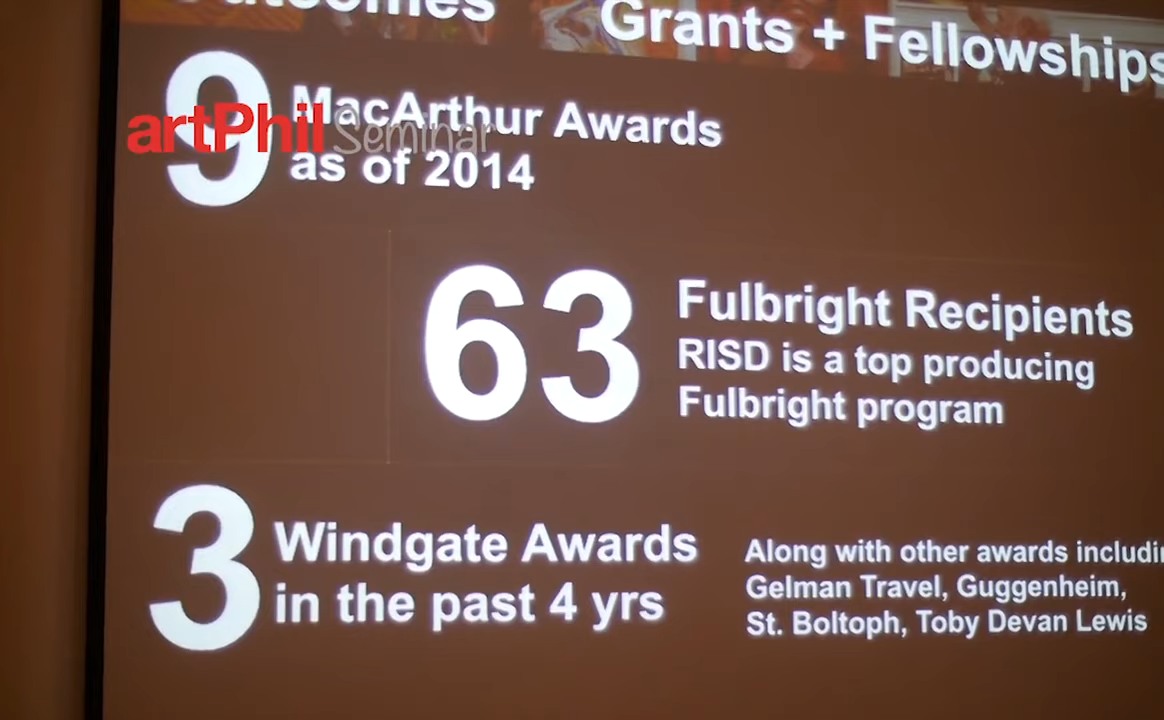 Outcomes
Grants + Fellowships
9
MacArthur Awards
as of 2014
artPhil Seminar
63
Fulbright Recipients
RISD is a top producing
Fulbright program
3
Windgate Awards
in the past 4 yrs
Along with other awards includin
Gelman Travel, Guggenheim,
St. Boltoph, Toby Devan Lewis